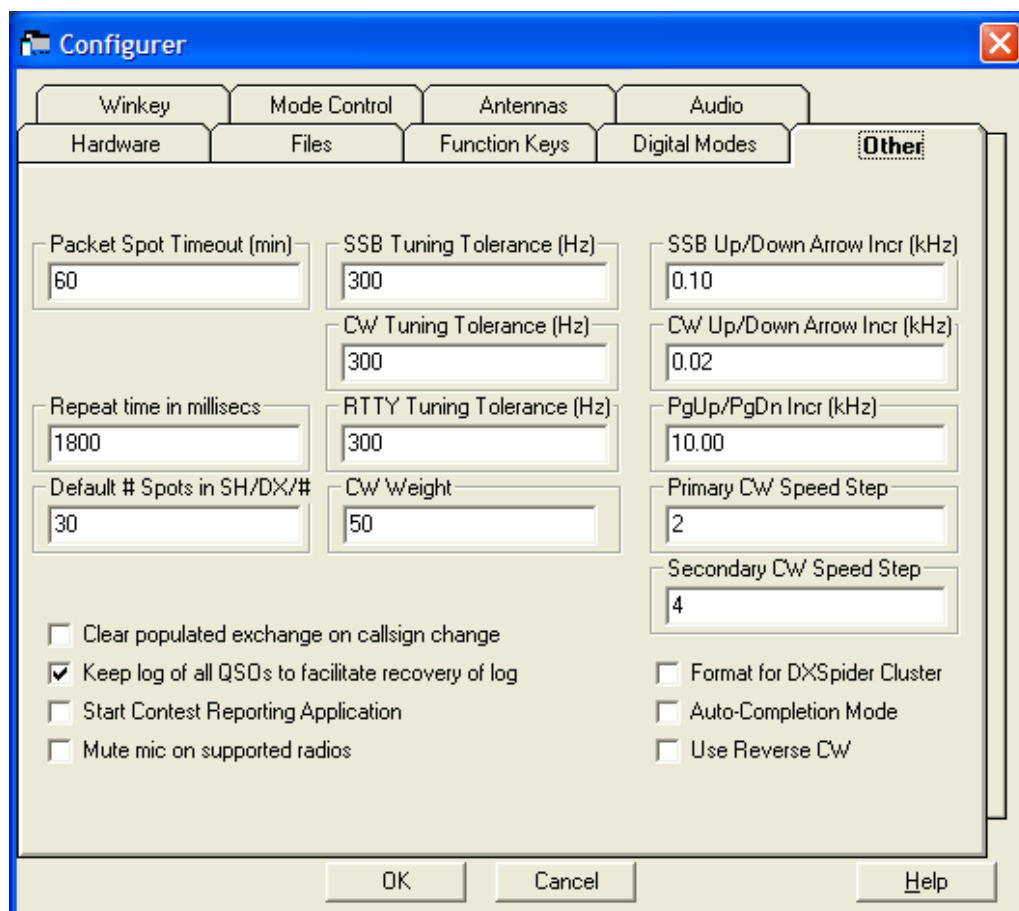 Configurer
Winkey
Mode Control
Antennas
Audio
Hardware
Files
Function Keys
Digital Modes
Other
Packet Spot Timeout (min)
60
SSB Tuning Tolerance (Hz)
300
SSB Up/Down Arrow Incr (kHz)
0.10
CW Tuning Tolerance (Hz)
300
CW Up/Down Arrow Incr (kHz)
0.02
Repeat time in millisecs
1800
RTTY Tuning Tolerance (Hz)
300
PgUp/PgDn Incr (kHz)
10.00
Default # Spots in SH/DX/#
30
CW Weight
50
Primary CW Speed Step
2
Secondary CW Speed Step
4
Clear populated exchange on callsign change
Keep log of all QSOs to facilitate recovery of log
Start Contest Reporting Application
Mute mic on supported radios
Format for DXSpider Cluster
Auto-Completion Mode
Use Reverse CW
OK
Cancel
Help